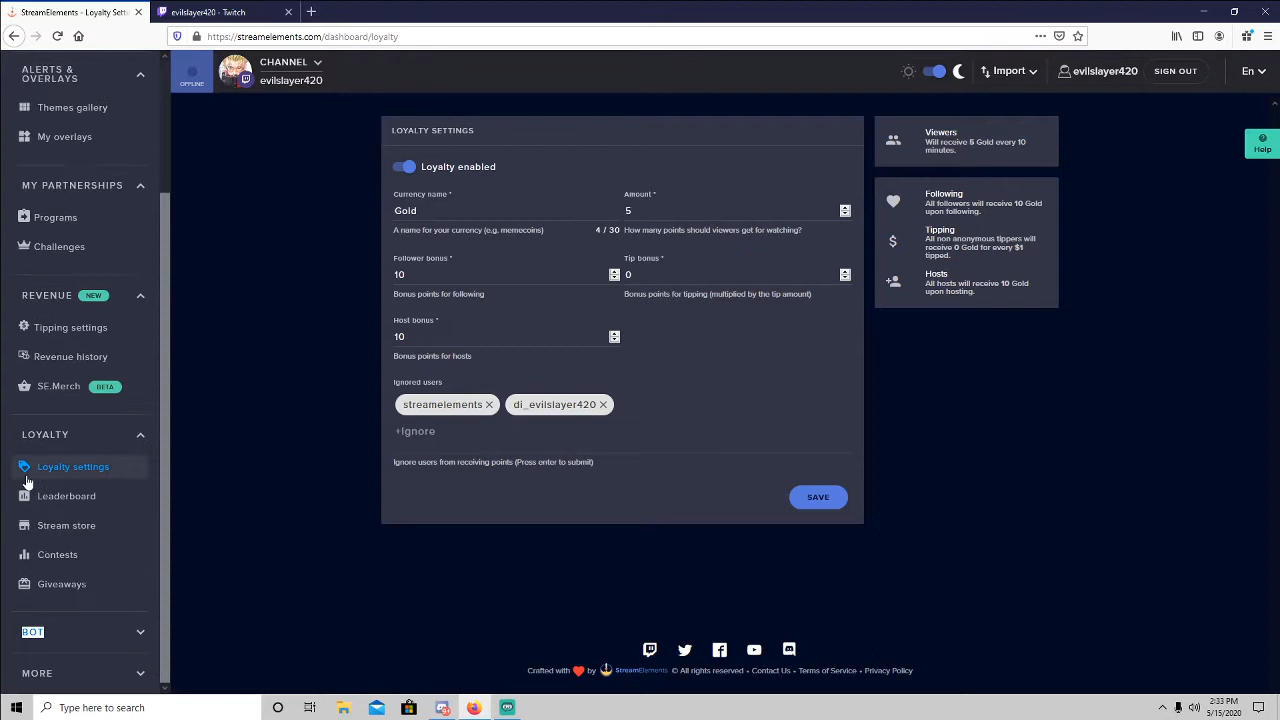 StreamElements - Loyalty Setti
evilslayer420 - Twitch
https://streamelements.com/dashboard/loyalty
ALERTS &
OVERLAYS
Themes gallery
My overlays
MY PARTNERSHIPS
Programs
Challenges
REVENUE NEW
Tipping settings
Revenue history
SE.Merch BETA
LOYALTY
Loyalty settings
Leaderboard
Stream store
Contests
Giveaways
BOT
MORE
OFFLINE
CHANNEL
evilslayer420
Import
evilslayer420
SIGN OUT
En
LOYALTY SETTINGS
Loyalty enabled
Currency name *
Gold
A name for your currency (e.g. memecoins) 4 / 30
Amount *
5
How many points should viewers get for watching?
Follower bonus *
10
Bonus points for following
Tip bonus *
0
Bonus points for tipping (multiplied by the tip amount)
Host bonus *
10
Bonus points for hosts
Ignored users
streamelements
di_evilslayer420
+Ignore
Ignore users from receiving points (Press enter to submit)
SAVE
Viewers
Will receive 5 Gold every 10
minutes.
Following
All followers will receive 10 Gold
upon following.
Tipping
All non anonymous tippers will
receive 0 Gold for every $1
tipped.
Hosts
All hosts will receive 10 Gold
upon hosting.
Help
Crafted with ❤ by StreamElements © All rights reserved • Contact Us • Terms of Service • Privacy Policy
Type here to search
2:33 PM
5/15/2020